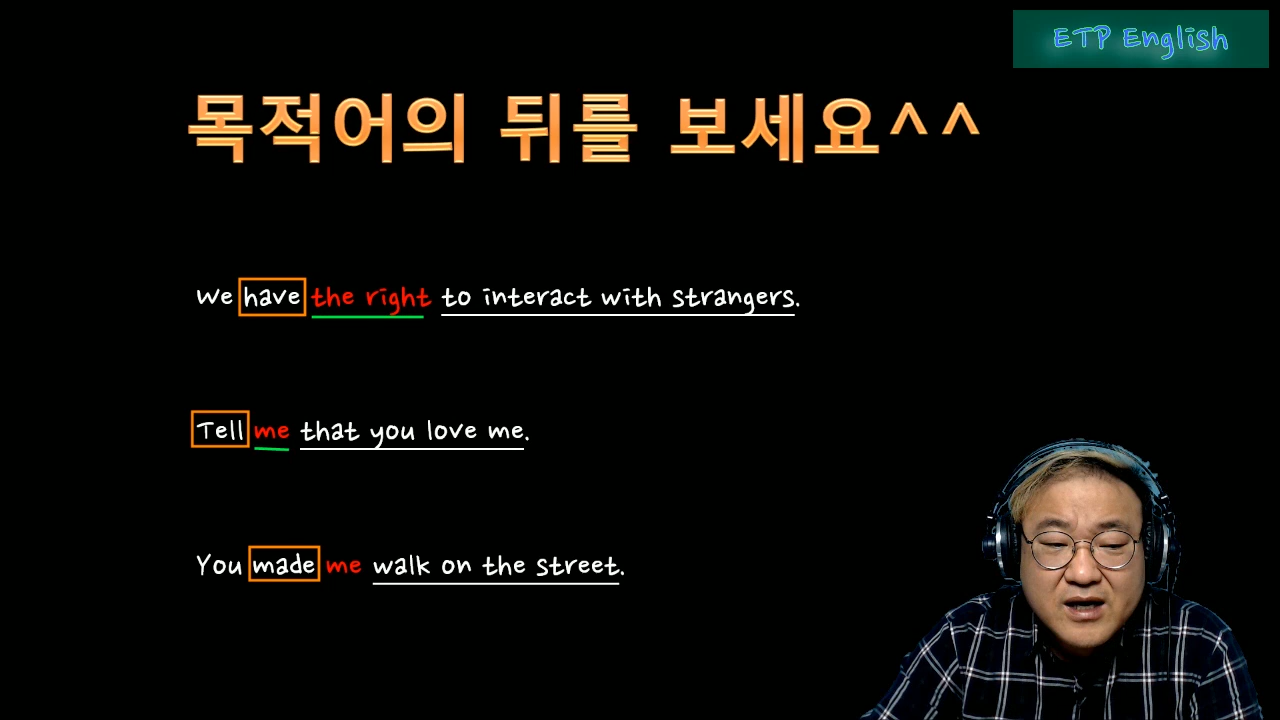 ETP English
목적어의 뒤를 보세요^^
We have the right to interact with strangers.
Tell me that you love me.
You made me walk on the street.